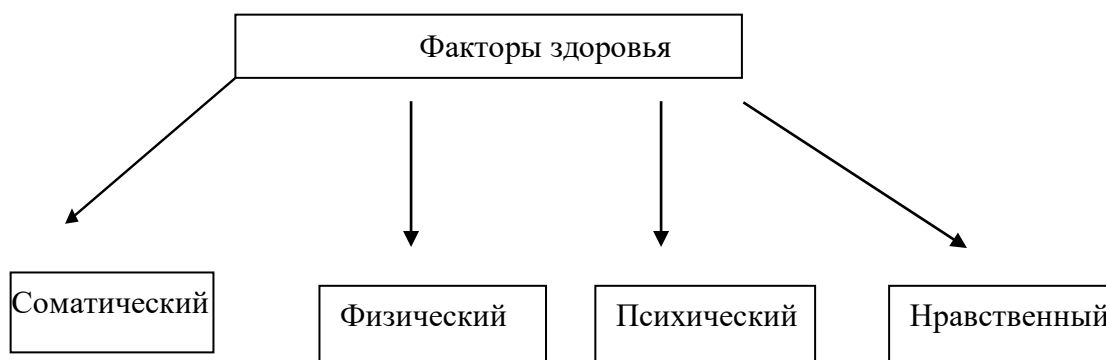 Факторы здоровья
Соматический
Физический
Психический
Нравственный